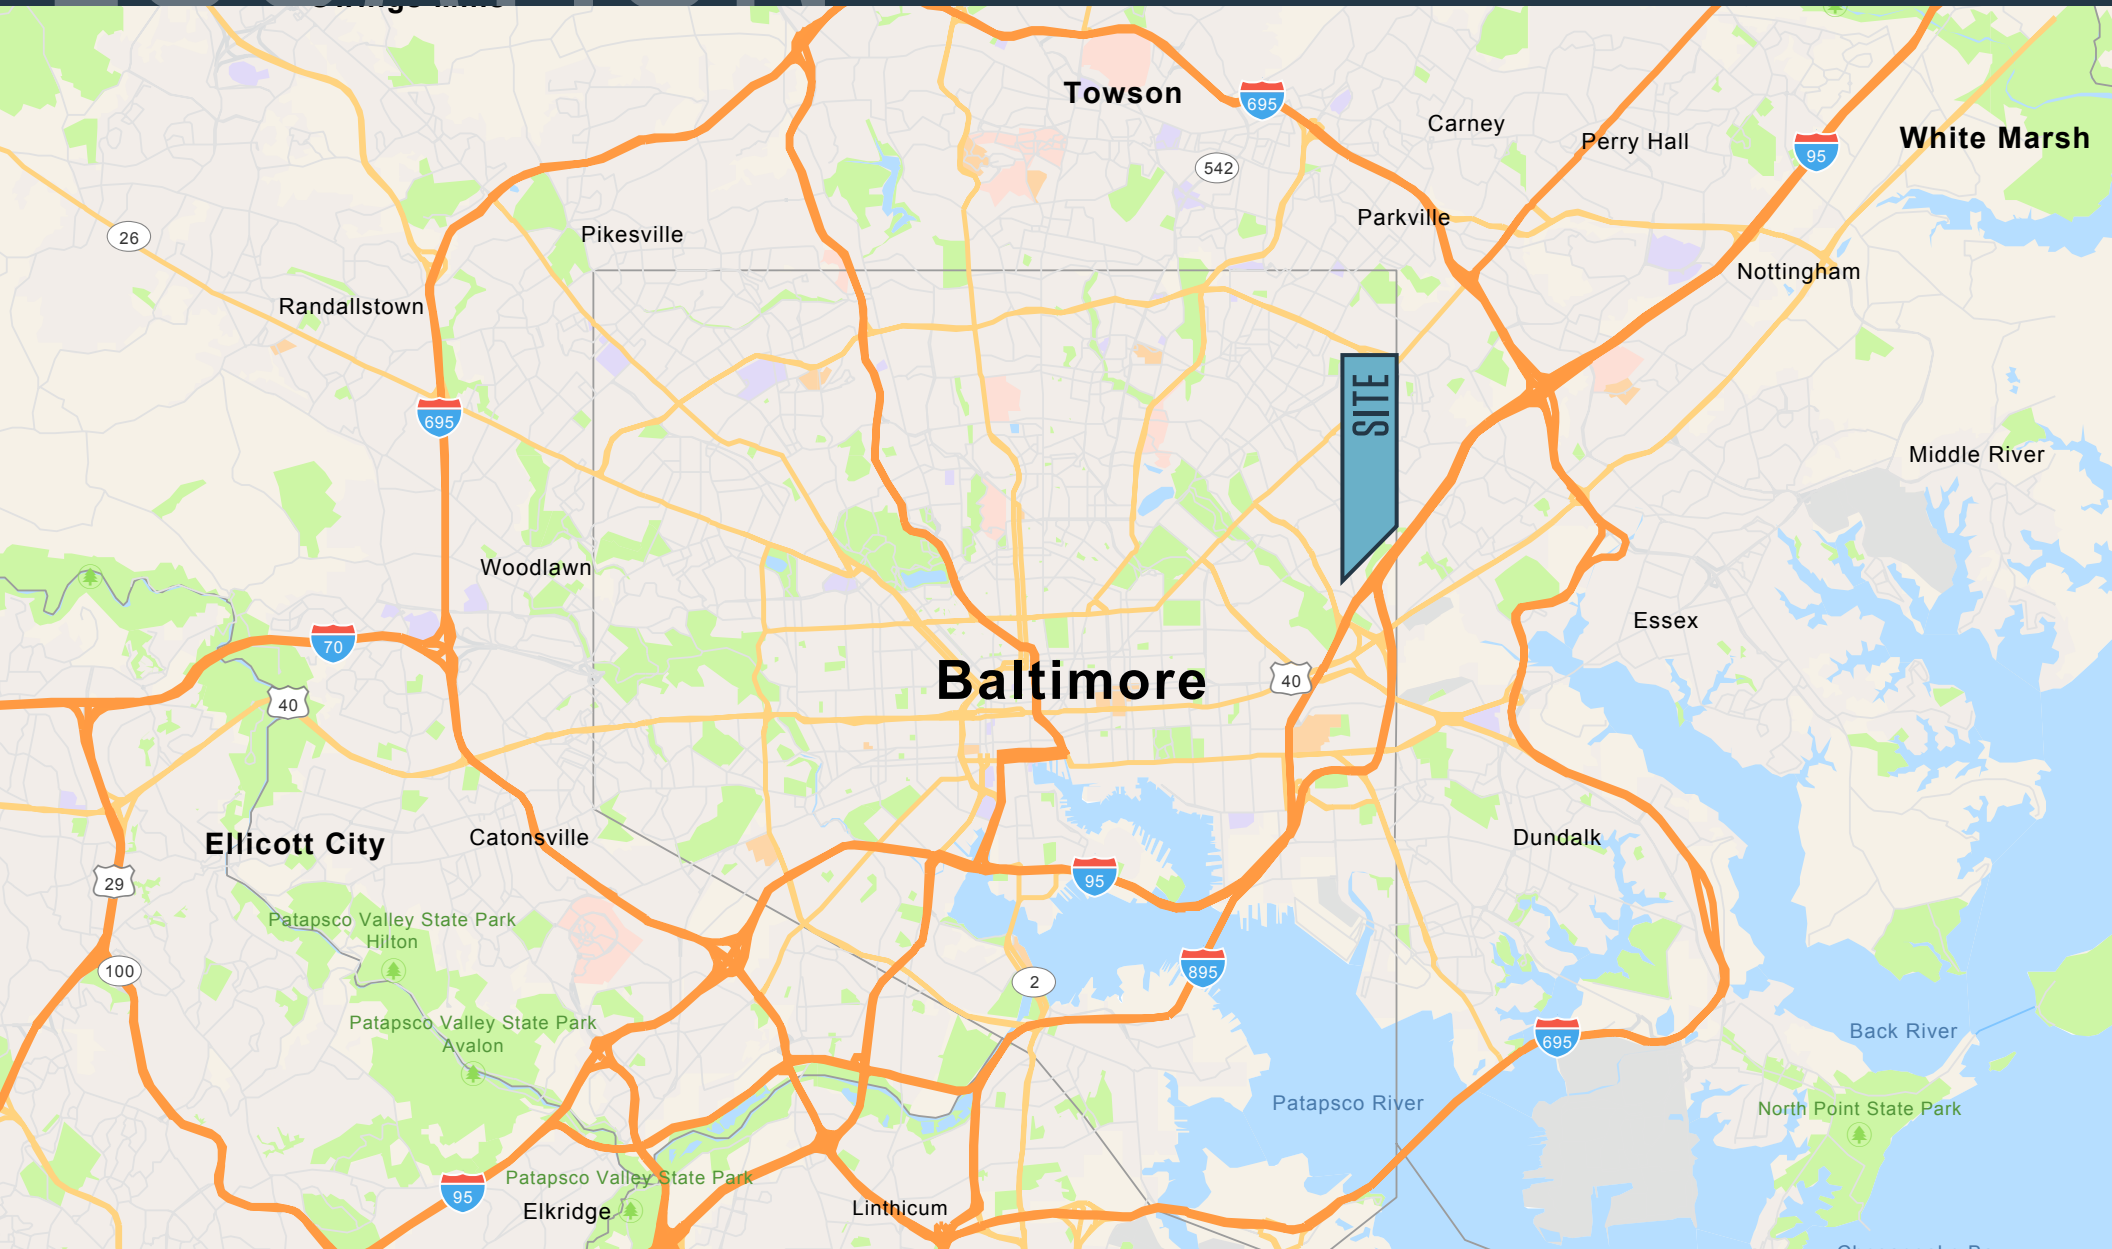 Towson
695
Carney
Perry Hall
95
White Marsh
542
Parkville
26
Pikesville
Nottingham
Randallstown
SITE
695
Middle River
Woodlawn
Essex
70
Baltimore
40
40
Ellicott City
Catonsville
Dundalk
29
95
Patapsco Valley State Park
Hilton
100
895
2
Patapsco Valley State Park
Avalon
695
Back River
Patapsco River
North Point State Park
Patapsco Valley State Park
95
Elkridge
Linthicum